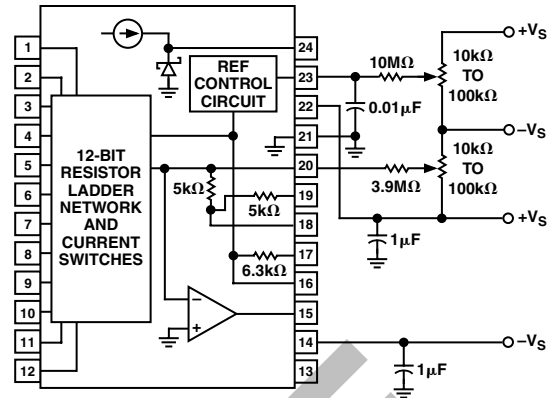 1
2
3
4
5
6
7
8
9
10
11
12
12-BIT
RESISTOR
LADDER
NETWORK
AND
CURRENT
SWITCHES
REF
CONTROL
CIRCUIT
5kΩ
5kΩ
6.3kΩ
−
+
24
23
22
21
20
19
18
17
16
15
14
13
10MΩ
0.01µF
3.9MΩ
1µF
1µF
10kΩ
TO
100kΩ
10kΩ
TO
100kΩ
+VS
−VS
+VS
−VS